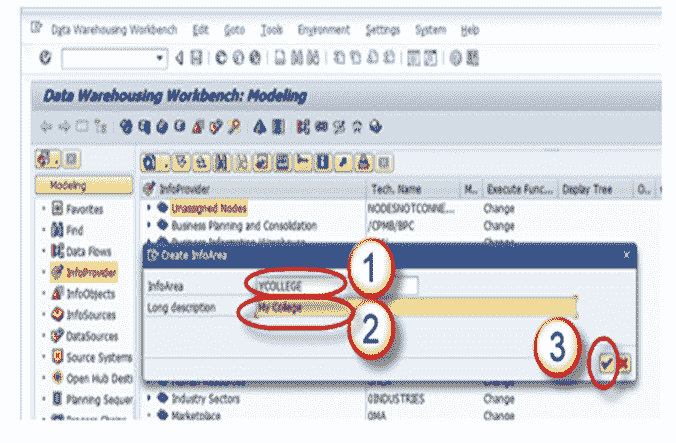 Data Warehousing Workbench Edit Goto Tools Environment Settings System Help
Data Warehousing Workbench: Modeling
Modeling
Favorites
Find
Data Flows
InfoProvider
InfoObjects
InfoSources
DataSources
Source Systems
Open Hub Desti
Planning Sequer
InfoProvider Tech. Name M.. Execute Func... Display Tree O..
Unassigned Nodes NODESNOTCONNE... Change
Business Planning and Consolidation /CPMB/BPC Change
Create InfoArea
InfoArea YCOLLEGE
1
Long description My College
2
3
Industry Sectors 0INDUSTRIES Change
Marketplace 0MA Change